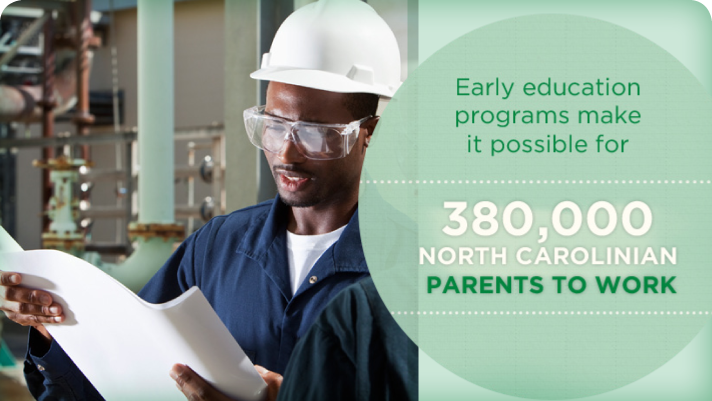 Early education
programs make
it possible for
380,000
NORTH CAROLINIAN
PARENTS TO WORK